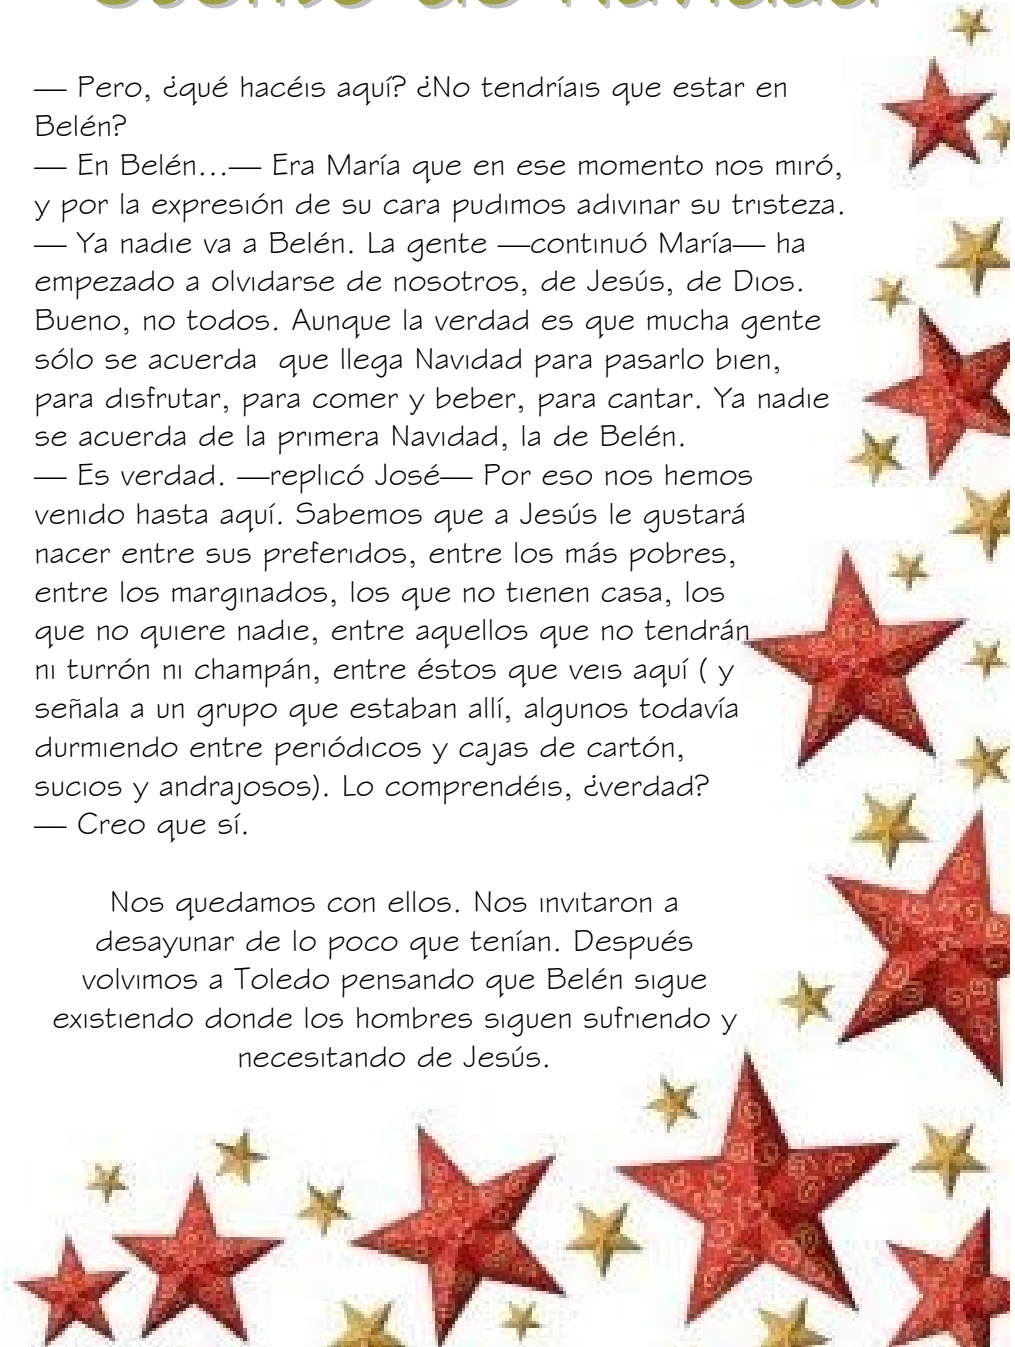 de Navidad
— Pero, ¿qué hacéis aquí? ¿No tendríais que estar en
Belén?
— En Belén...— Era María que en ese momento nos miró,
y por la expresión de su cara pudimos adivinar su tristeza.
— Ya nadie va a Belén. La gente —continuó María— ha
empezado a olvidarse de nosotros, de Jesús, de Dios.
Bueno, no todos. Aunque la verdad es que mucha gente
sólo se acuerda  que llega Navidad para pasarlo bien,
para disfrutar, para comer y beber, para cantar. Ya nadie
se acuerda de la primera Navidad, la de Belén.
— Es verdad. —replicó José— Por eso nos hemos
venido hasta aquí. Sabemos que a Jesús le gustará
nacer entre sus preferidos, entre los más pobres,
entre los marginados, los que no tienen casa, los
que no quiere nadie, entre aquellos que no tendrán
ni turrón ni champán, entre éstos que veis aquí ( y
señala a un grupo que estaban allí, algunos todavía
durmiendo entre periódicos y cajas de cartón,
sucios y andrajosos). Lo comprendéis, ¿verdad?
— Creo que sí.
Nos quedamos con ellos. Nos invitaron a
desayunar de lo poco que tenían. Después
volvimos a Toledo pensando que Belén sigue
existiendo donde los hombres siguen sufriendo y
necesitando de Jesús.